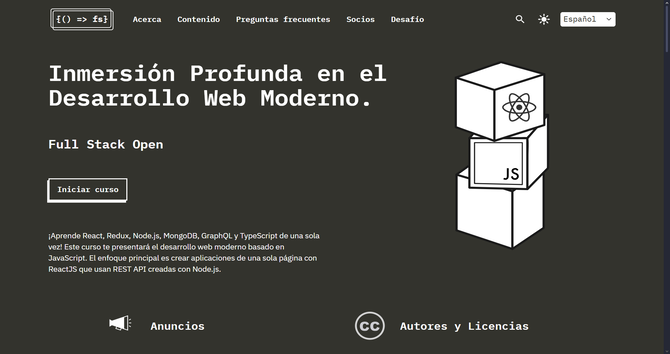 {() => fs}
Acerca
Contenido
Preguntas frecuentes
Socios
Desafío
Español
Inmersión Profunda en el
Desarrollo Web Moderno.
Full Stack Open
Iniciar curso
JS
¡Aprende React, Redux, Node.js, MongoDB, GraphQL y TypeScript de una sola
vez! Este curso te presentará el desarrollo web moderno basado en
JavaScript. El enfoque principal es crear aplicaciones de una sola página con
ReactJS que usan REST API creadas con Node.js.
Anuncios
CC
Autores y Licencias